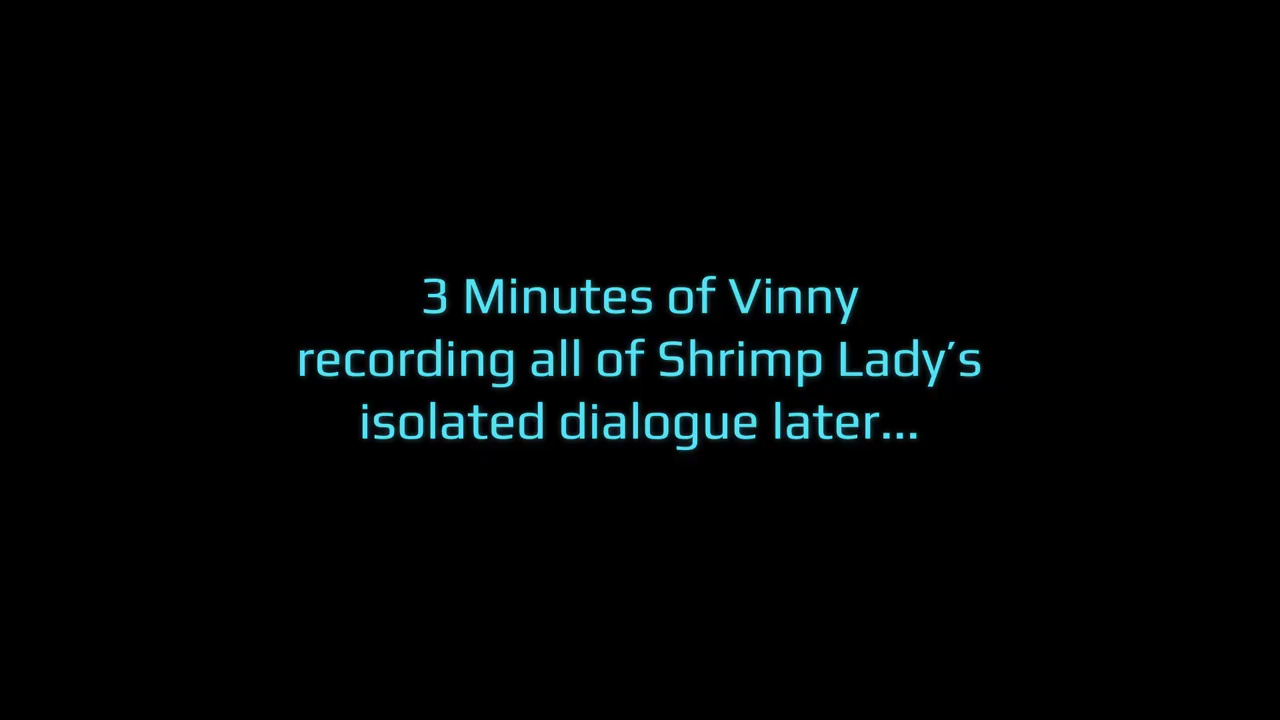 3 Minutes of Vinny
recording all of Shrimp Lady's
isolated dialogue later...